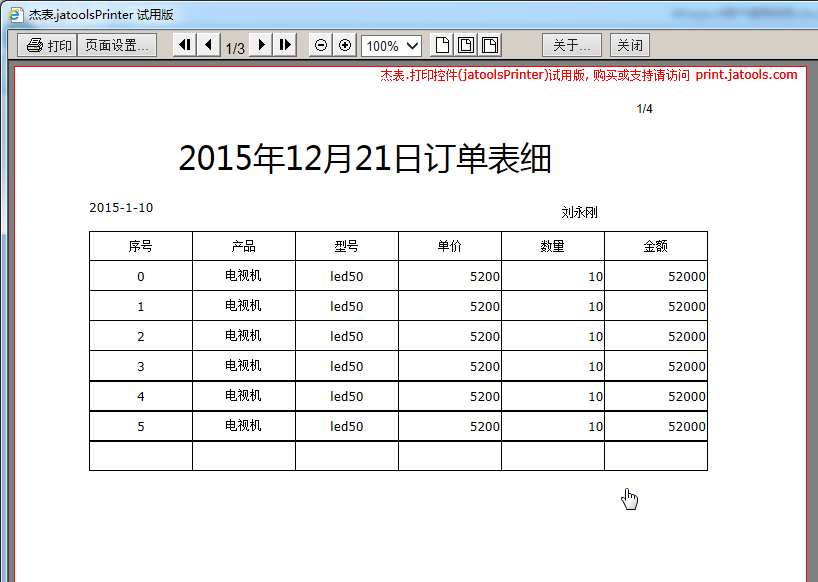 杰表.jatoolsPrinter 试用版
打印 页面设置... 1/3 100% 关于... 关闭
杰表.打印控件(jatoolsPrinter)试用版, 购买或支持请访问 print.jatools.com
1/4
2015年12月21日订单表细
2015-1-10 刘永刚
序号 产品 型号 单价 数量 金额
0 电视机 led50 5200 10 52000
1 电视机 led50 5200 10 52000
2 电视机 led50 5200 10 52000
3 电视机 led50 5200 10 52000
4 电视机 led50 5200 10 52000
5 电视机 led50 5200 10 52000